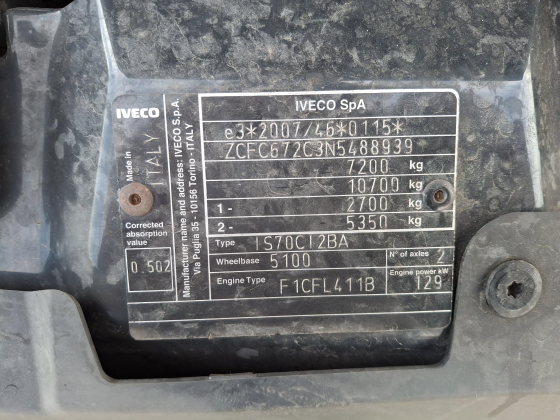 IVECO
Made in
ITALY
Corrected
absorption
value
0.502
Manufacturer name and address: IVECO S.p.A.
Via Puglia 35 - 10156 Torino - ITALY
IVECO SpA
e3*2007/46*0115*
ZCFC672C3N5488939
7200 kg
10700 kg
1- 2700 kg
2- 5350 kg
Type IS70CI2BA
Wheelbase 5100 N° of axles 2
Engine Type F1CFL411B Engine power kW 129